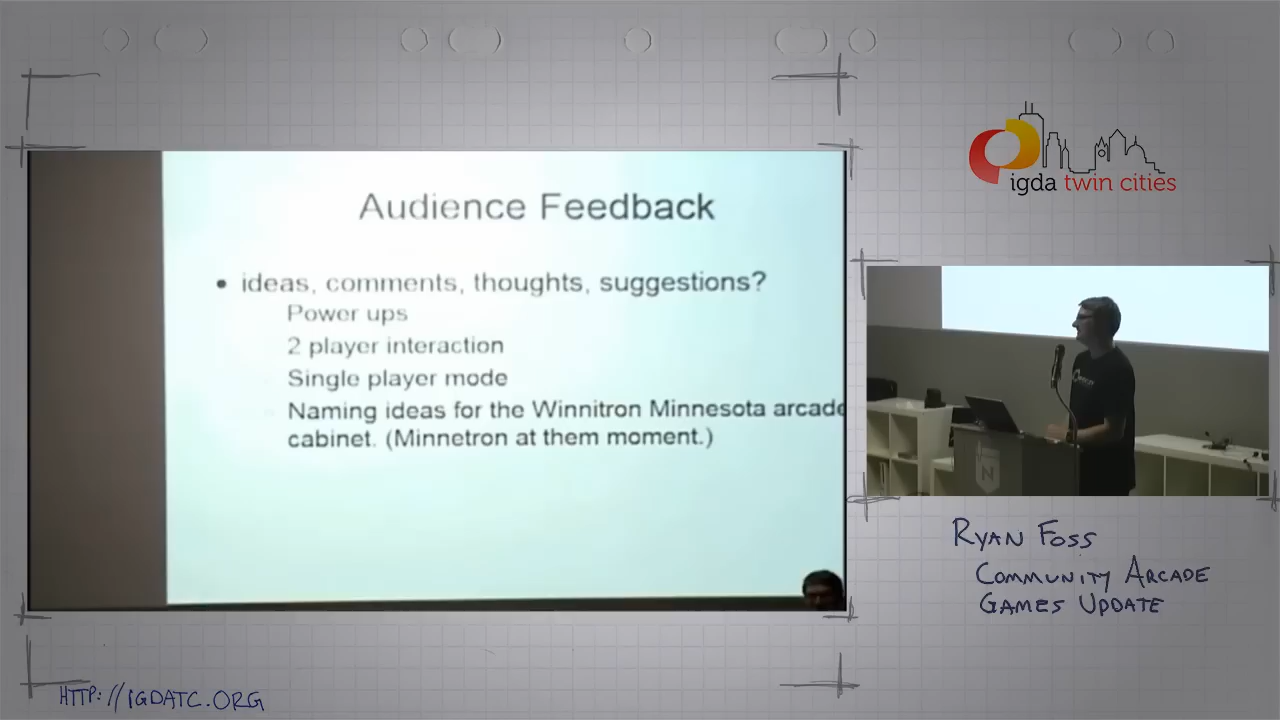 Audience Feedback
• ideas, comments, thoughts, suggestions?
Power ups
2 player interaction
Single player mode
Naming ideas for the Winnitron Minnesota arcade
cabinet. (Minnetron at them moment.)
igda twin cities
N
Ryan Foss
Community Arcade
Games Update
HTTP://IGDATC.ORG